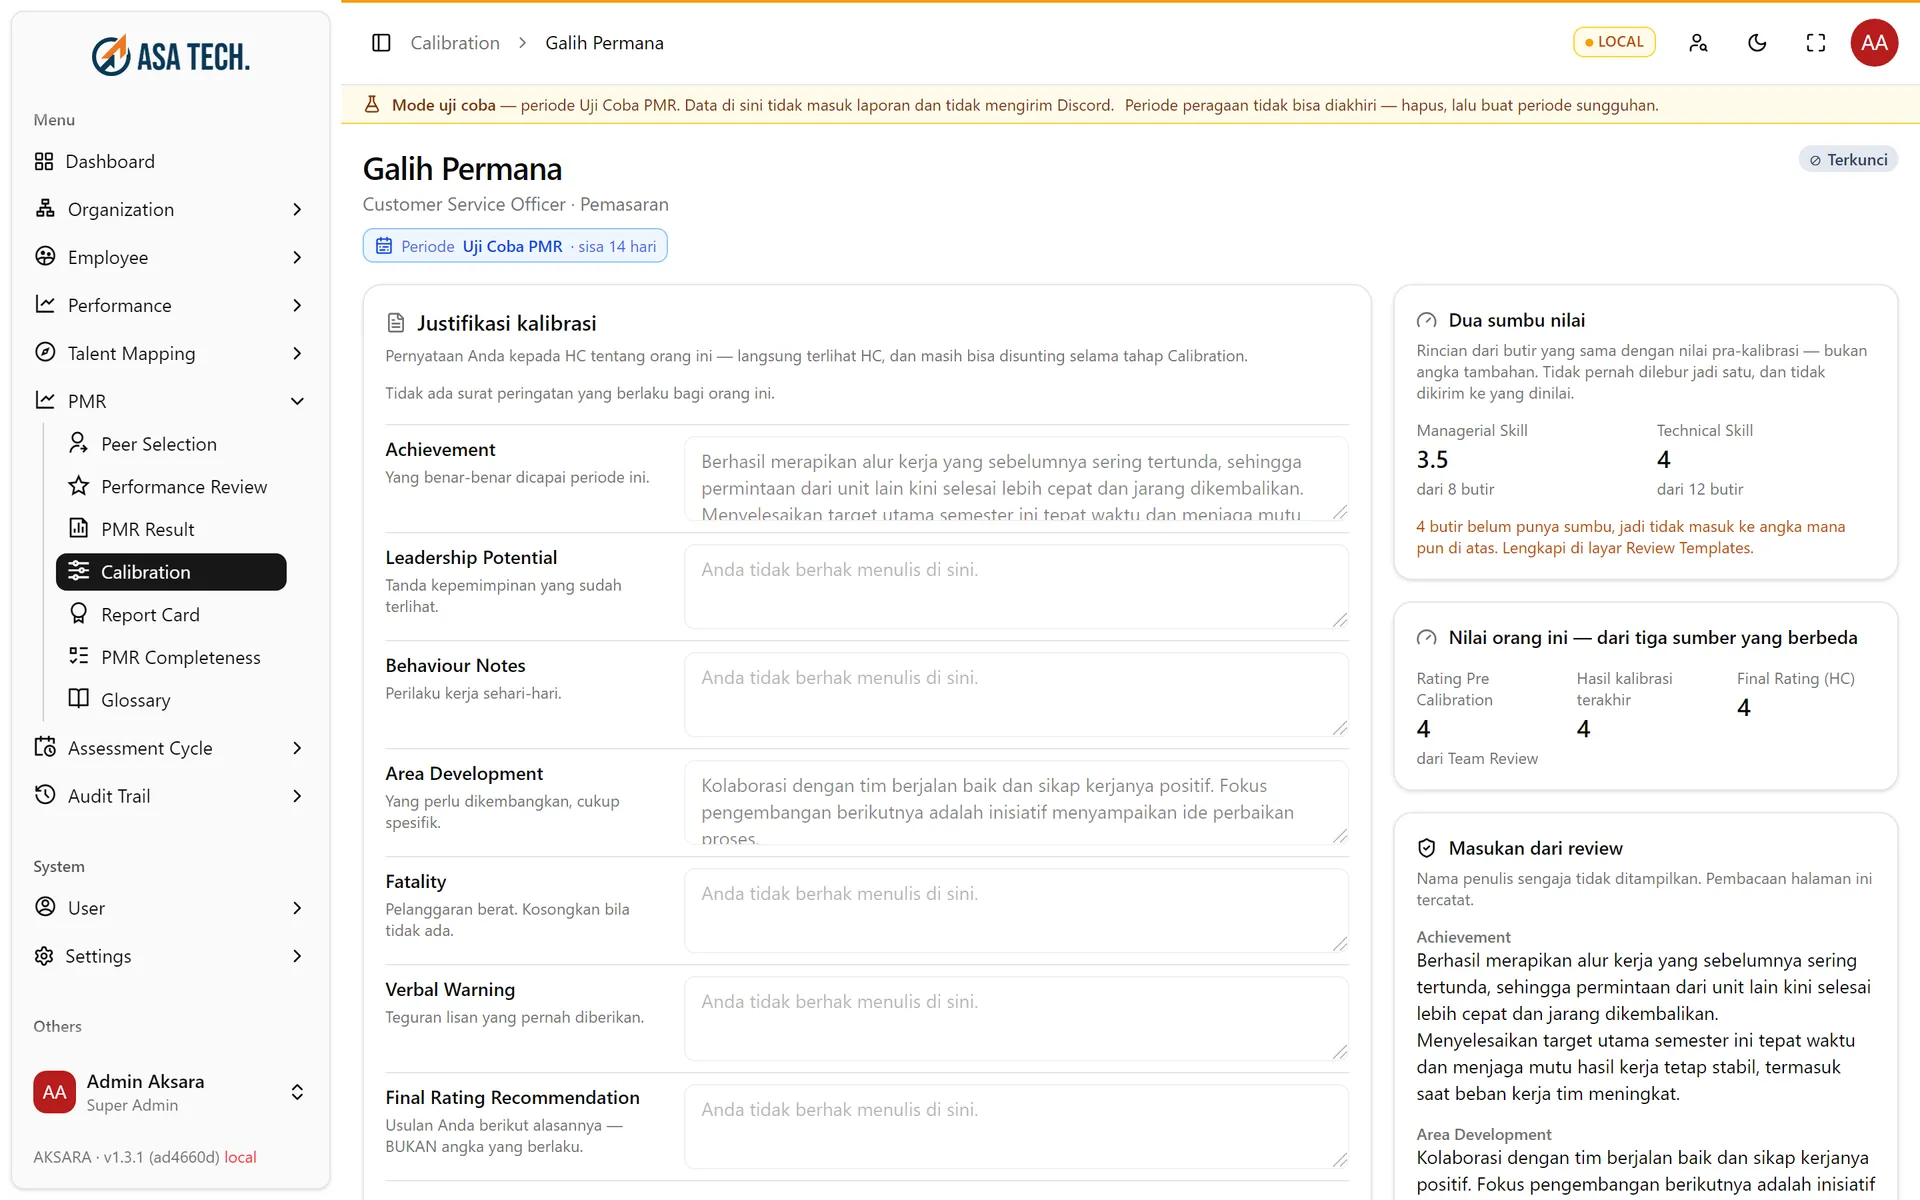 ASA TECH.
Menu
Dashboard
Organization
Employee
Performance
Talent Mapping
PMR
Peer Selection
Performance Review
PMR Result
Calibration
Report Card
PMR Completeness
Glossary
Assessment Cycle
Audit Trail
System
User
Settings
Others
AA
Admin Aksara
Super Admin
AKSARA · v1.3.1 (ad4660d) local
Calibration > Galih Permana
LOCAL
AA
Mode uji coba — periode Uji Coba PMR. Data di sini tidak masuk laporan dan tidak mengirim Discord. Periode peragaan tidak bisa diakhiri — hapus, lalu buat periode sungguhan.
Galih Permana
Terkunci
Customer Service Officer · Pemasaran
Periode Uji Coba PMR · sisa 14 hari
Justifikasi kalibrasi
Pernyataan Anda kepada HC tentang orang ini — langsung terlihat HC, dan masih bisa disunting selama tahap Calibration.
Tidak ada surat peringatan yang berlaku bagi orang ini.
Achievement
Yang benar-benar dicapai periode ini.
Berhasil merapikan alur kerja yang sebelumnya sering tertunda, sehingga
permintaan dari unit lain kini selesai lebih cepat dan jarang dikembalikan.
Menyelesaikan target utama semester ini tepat waktu dan menjaga mutu
Leadership Potential
Tanda kepemimpinan yang sudah
terlihat.
Anda tidak berhak menulis di sini.
Behaviour Notes
Perilaku kerja sehari-hari.
Anda tidak berhak menulis di sini.
Area Development
Yang perlu dikembangkan, cukup
spesifik.
Kolaborasi dengan tim berjalan baik dan sikap kerjanya positif. Fokus
pengembangan berikutnya adalah inisiatif menyampaikan ide perbaikan
proses.
Fatality
Pelanggaran berat. Kosongkan bila
tidak ada.
Anda tidak berhak menulis di sini.
Verbal Warning
Teguran lisan yang pernah diberikan.
Anda tidak berhak menulis di sini.
Final Rating Recommendation
Usulan Anda berikut alasannya —
BUKAN angka yang berlaku.
Anda tidak berhak menulis di sini.
Dua sumbu nilai
Rincian dari butir yang sama dengan nilai pra-kalibrasi — bukan
angka tambahan. Tidak pernah dilebur jadi satu, dan tidak
dikirim ke yang dinilai.
Managerial Skill
3.5
dari 8 butir
Technical Skill
4
dari 12 butir
4 butir belum punya sumbu, jadi tidak masuk ke angka mana
pun di atas. Lengkapi di layar Review Templates.
Nilai orang ini — dari tiga sumber yang berbeda
Rating Pre
Calibration
4
dari Team Review
Hasil kalibrasi
terakhir
4
Final Rating (HC)
4
Masukan dari review
Nama penulis sengaja tidak ditampilkan. Pembacaan halaman ini
tercatat.
Achievement
Berhasil merapikan alur kerja yang sebelumnya sering
tertunda, sehingga permintaan dari unit lain kini selesai
lebih cepat dan jarang dikembalikan.
Menyelesaikan target utama semester ini tepat waktu
dan menjaga mutu hasil kerja tetap stabil, termasuk
saat beban kerja tim meningkat.
Area Development
Kolaborasi dengan tim berjalan baik dan sikap kerjanya
positif. Fokus pengembangan berikutnya adalah inisiatif